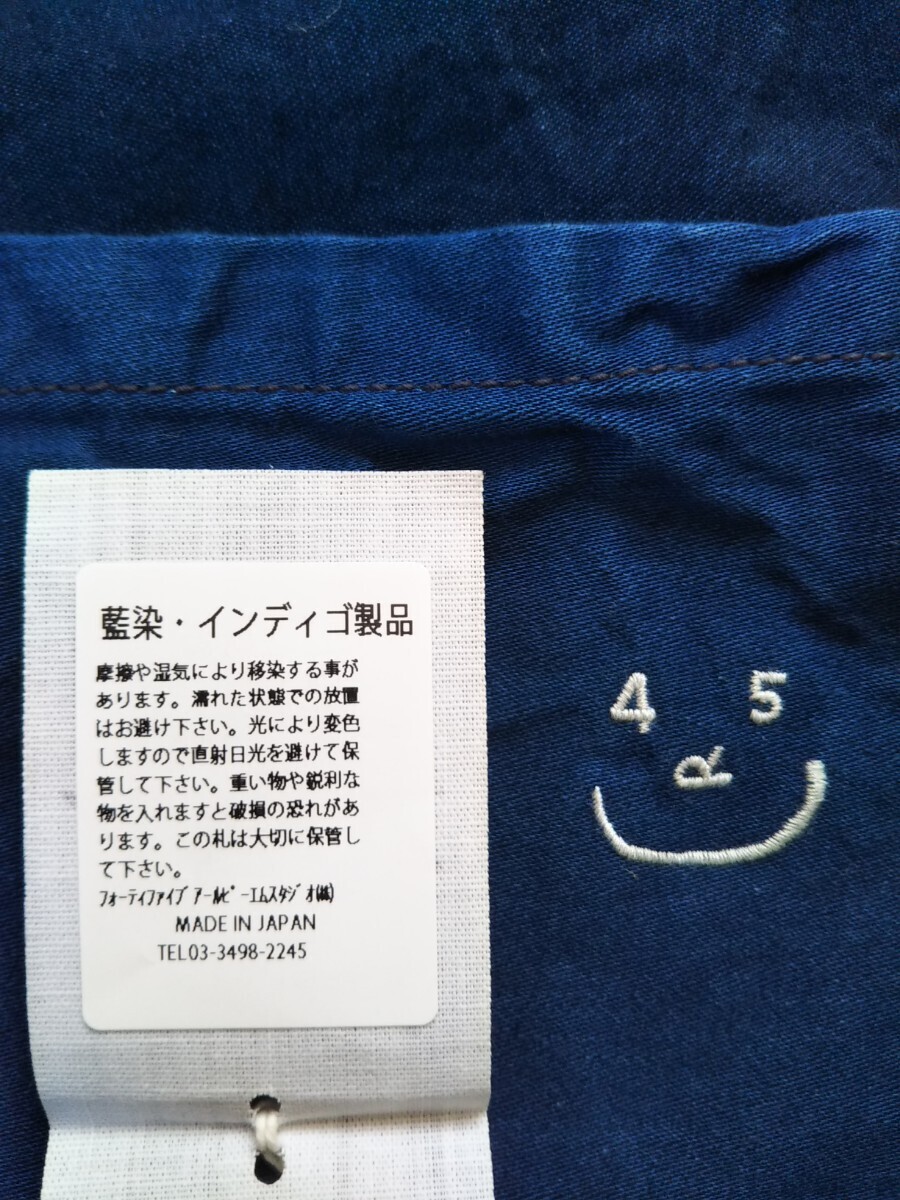 藍染・インディゴ製品
摩擦や湿気により移染する事が
あります。濡れた状態での放置
はお避け下さい。光により変色
しますので直射日光を避けて保
管して下さい。重い物や鋭利な
物を入れますと破損の恐れがあ
ります。この札は大切に保管し
て下さい。
フォーティファイブアールピーエムスタジオ㈱
MADE IN JAPAN
TEL03-3498-2245
4 5
R